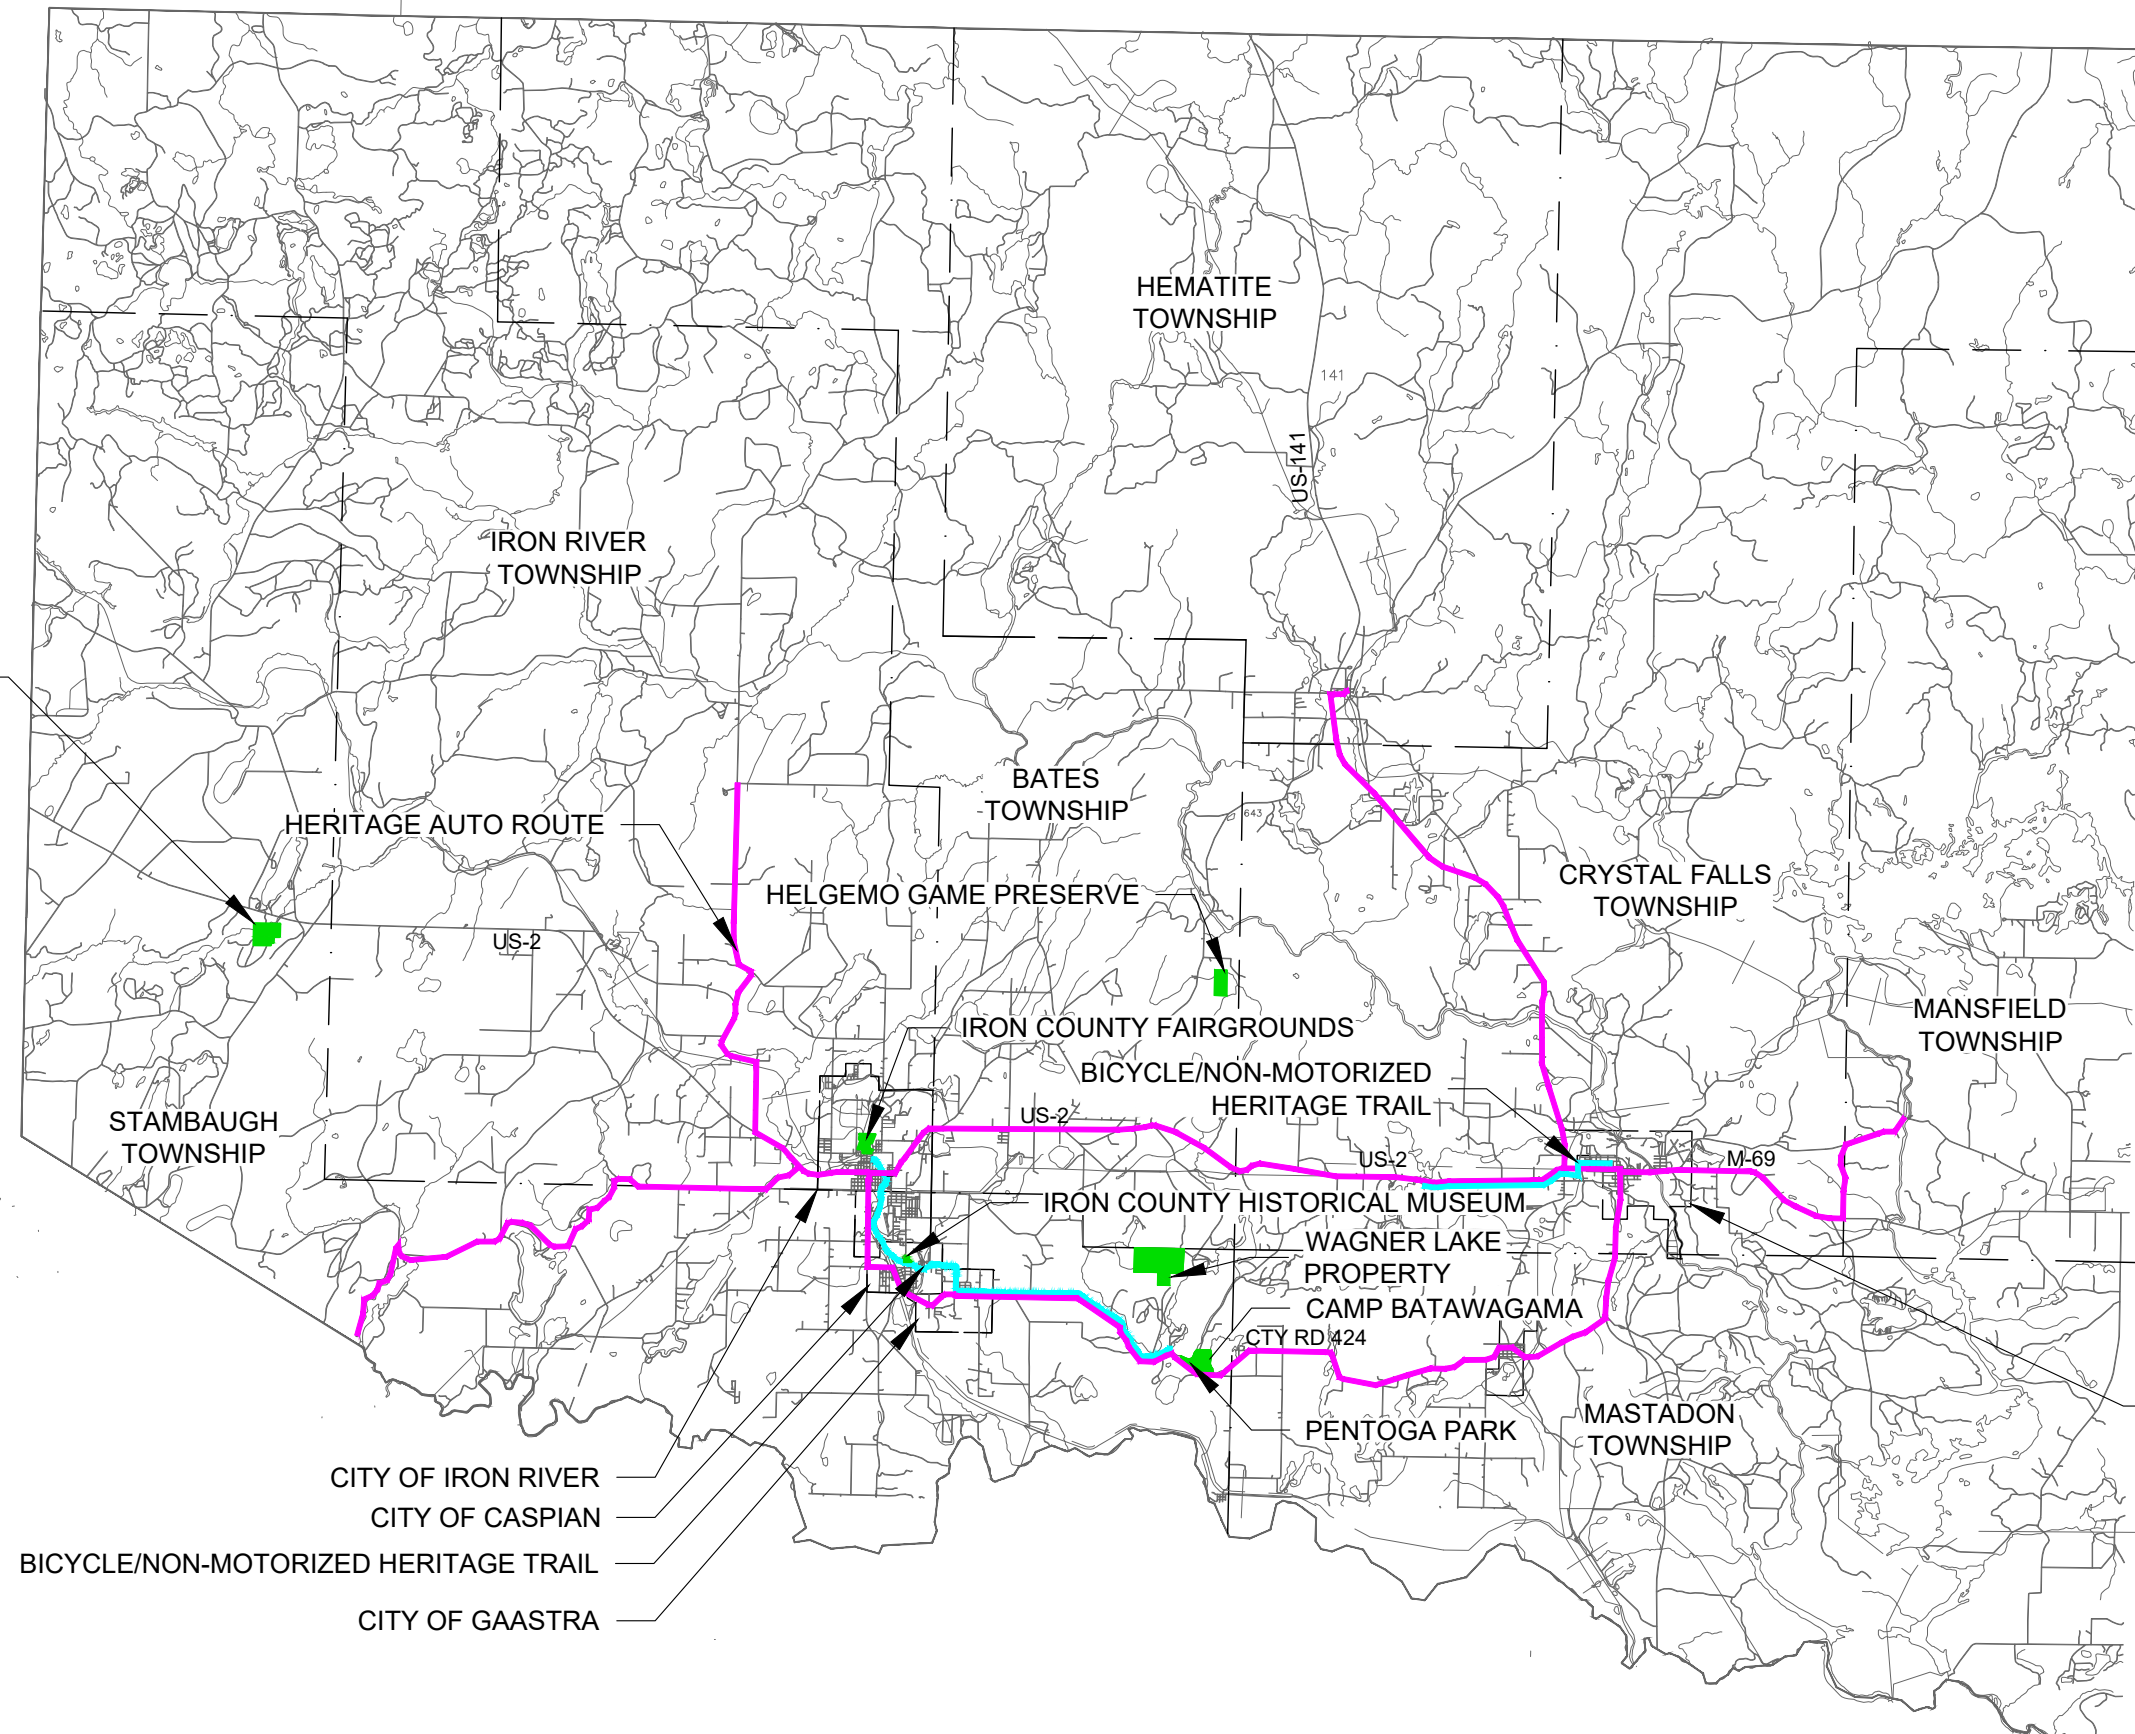 HEMATITE
TOWNSHIP
141
US-141
IRON RIVER
TOWNSHIP
BATES
TOWNSHIP
643
HERITAGE AUTO ROUTE
HELGEMO GAME PRESERVE
CRYSTAL FALLS
TOWNSHIP
US-2
MANSFIELD
TOWNSHIP
IRON COUNTY FAIRGROUNDS
BICYCLE/NON-MOTORIZED
HERITAGE TRAIL
STAMBAUGH
TOWNSHIP
US-2
US-2
M-69
IRON COUNTY HISTORICAL MUSEUM
WAGNER LAKE
PROPERTY
CAMP BATAWAGAMA
CTY RD 424
PENTOGA PARK
MASTADON
TOWNSHIP
CITY OF IRON RIVER
CITY OF CASPIAN
BICYCLE/NON-MOTORIZED HERITAGE TRAIL
CITY OF GAASTRA